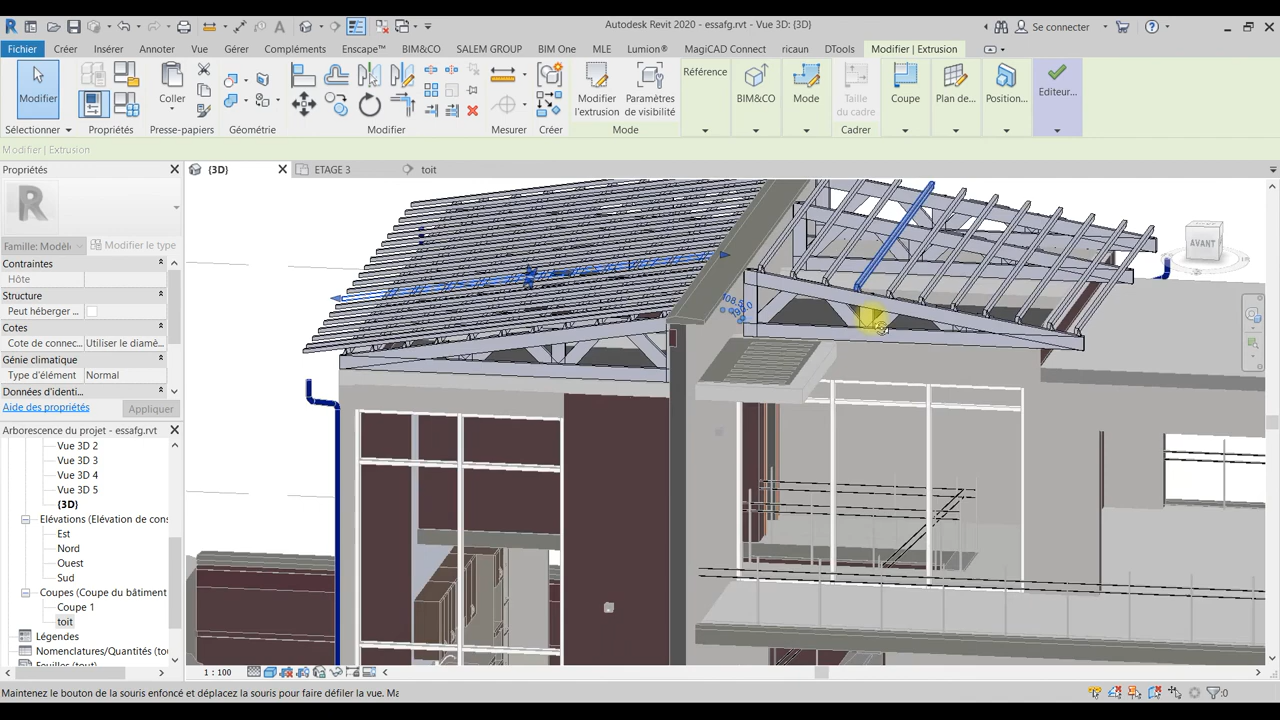 Autodesk Revit 2020 - essafg.rvt - Vue 3D: {3D}
Se connecter
Fichier Créer Insérer Annoter Vue Gérer Compléments Enscape™ BIM&CO SALEM GROUP BIM One MLE Lumion® MagiCAD Connect ricaun DTools Modifier | Extrusion
Modifier
Coller
Modifier l'extrusion
Paramètres de visibilité
Référence
BIM&CO
Mode
Taille du cadre
Coupe
Plan de...
Position...
Editeur...
Sélectionner Propriétés Presse-papiers Géométrie Modifier Mesurer Créer Mode Cadrer
Modifier | Extrusion
Propriétés
{3D} ETAGE 3 toit
R
Famille: Modèl
Modifier le type
Contraintes
Hôte
Structure
Peut héberger ...
Cotes
Cote de connec... Utiliser le diamè...
Génie climatique
Type d'élément Normal
Données d'identi...
Aide des propriétés Appliquer
Arborescence du projet - essafg.rvt
Vue 3D 2
Vue 3D 3
Vue 3D 4
Vue 3D 5
{3D}
Elévations (Elévation de cons
Est
Nord
Ouest
Sud
Coupes (Coupe du bâtiment
Coupe 1
toit
Légendes
Nomenclatures/Quantités (to
Feuilles (tout)
AVANT
1 : 100
Maintenez le bouton de la souris enfoncé et déplacez la souris pour faire défiler la vue. Ma
:0